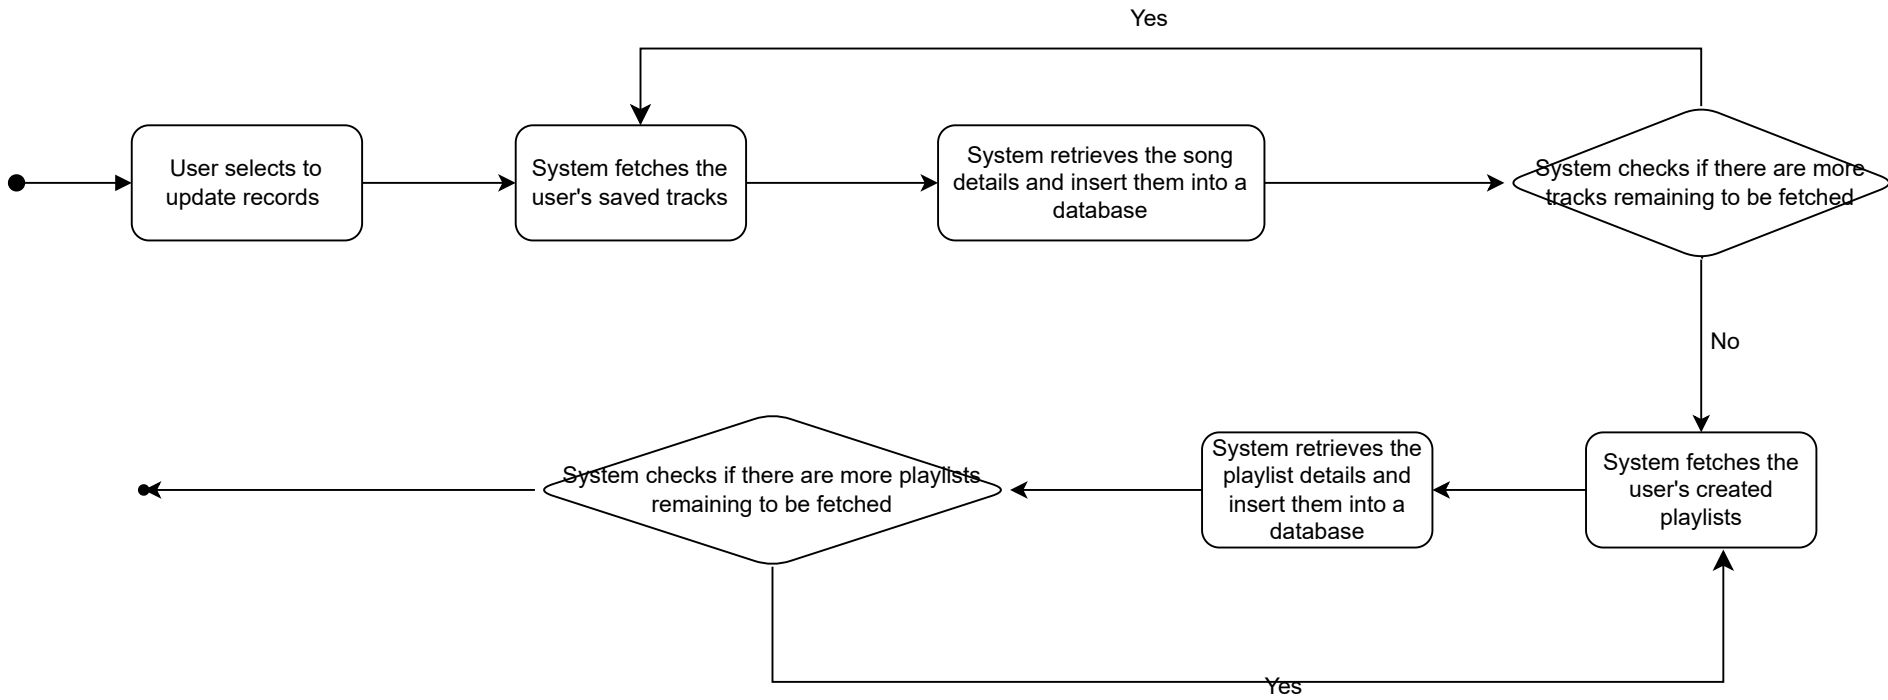 Yes
User selects to
update records
System fetches the
user's saved tracks
System retrieves the song
details and insert them into a
database
System checks if there are more
tracks remaining to be fetched
No
System fetches the
user's created
playlists
System retrieves the
playlist details and
insert them into a
database
System checks if there are more playlists
remaining to be fetched
Yes